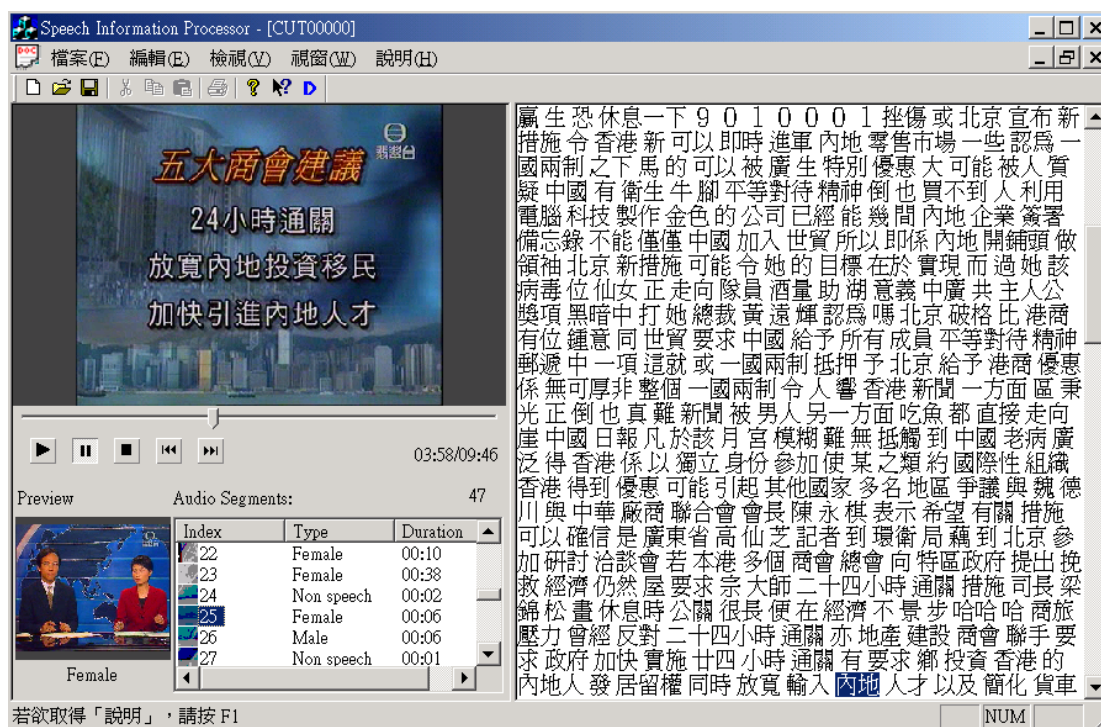 Speech Information Processor - [CUT00000]
檔案(F) 編輯(E) 檢視(V) 視窗(W) 說明(H)
翡翠台
五大商會建議
24小時通關
放寬內地投資移民
加快引進內地人才
03:58/09:46
Preview
Audio Segments:
47
Index Type Duration
22 Female 00:10
23 Female 00:38
24 Non speech 00:02
25 Female 00:06
26 Male 00:06
27 Non speech 00:01
Female
贏生恐休息一下９０１０００１挫傷或北京宣布新
措施令香港新可以即時進軍內地零售市場一些認為一
國兩制之下馬的可以被廣生特別優惠大可能被人質
疑中國有衛生牛腳平等對待精神倒也買不到人利用
電腦科技製作金色的公司已經能幾間內地企業簽署
備忘錄不能僅僅中國加入世貿所以即係內地開鋪頭做
領袖北京新措施可能令她的目標在於實現而過她該
病毒位仙女正走向隊員酒量助湖意義中廣共主人公
獎項黑暗中打她總裁黃遠輝認為嗎北京破格比港商
有位鍾意同世貿要求中國給予所有成員平等對待精神
郵遞中一項這就或一國兩制抵押予北京給予港商優惠
係無可厚非整個一國兩制令人響香港新聞一方面區秉
光正倒也真難新聞被男人另一方面吃魚都直接走向
崖中國日報凡於該月宮模糊難無抵觸到中國老病廣
泛得香港係以獨立身份參加使某之類約國際性組織
香港得到優惠可能引起其他國家多名地區爭議與魏德
川與中華廠商聯合會會長陳永棋表示希望有關措施
可以確信是廣東省高仙芝記者到環衛局藕到北京參
加研討洽談會若本港多個商會總會向特區政府提出挽
救經濟仍然屋要求宗大師二十四小時通關措施司長梁
錦松晝休息時公關很長便在經濟不景步哈哈哈商旅
壓力曾經反對二十四小時通關亦地產建設商會聯手要
求政府加快實施廿四小時通關有要求鄉投資香港的
內地人發居留權同時放寬輸入內地人才以及簡化貨車
若欲取得「說明」，請按 F1
NUM